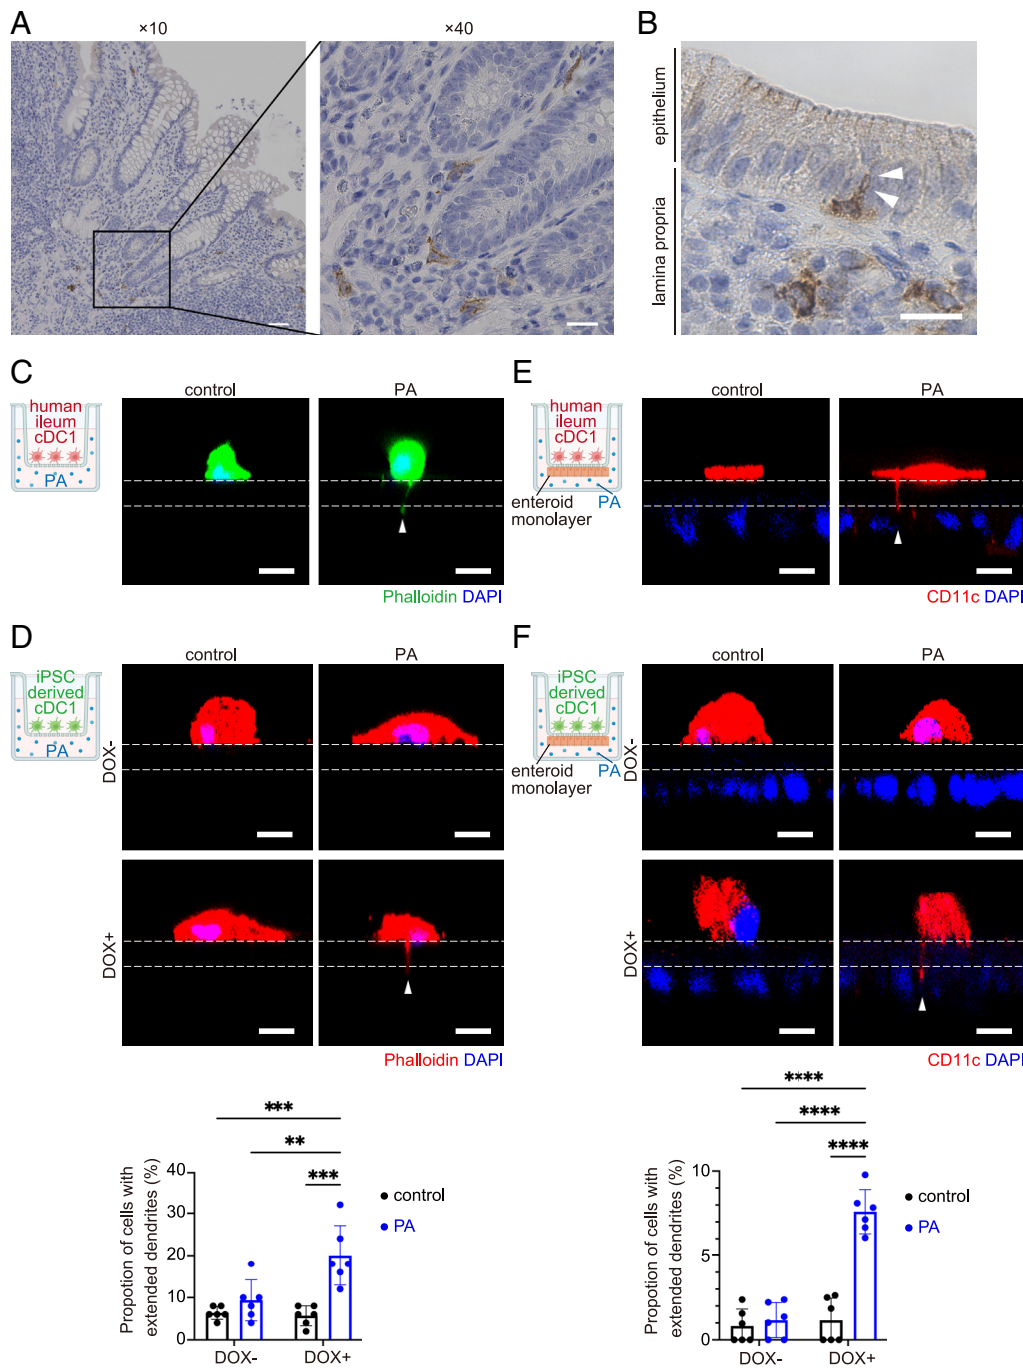 A
×10
×40
B
epithelium
lamina propria
C
control
PA
human
ileum
cDC1
PA
Phalloidin DAPI
E
control
PA
human
ileum
cDC1
enteroid
monolayer
PA
CD11c DAPI
D
control
PA
iPSC
derived
cDC1
PA
DOX-
DOX+
Phalloidin DAPI
F
control
PA
iPSC
derived
cDC1
enteroid
monolayer
PA
DOX-
DOX+
CD11c DAPI
***
**
***
Propotion of cells with
extended dendrites (%)
40
30
20
10
0
DOX-
DOX+
control
PA
****
****
****
Propotion of cells with
extended dendrites (%)
10
5
0
DOX-
DOX+
control
PA